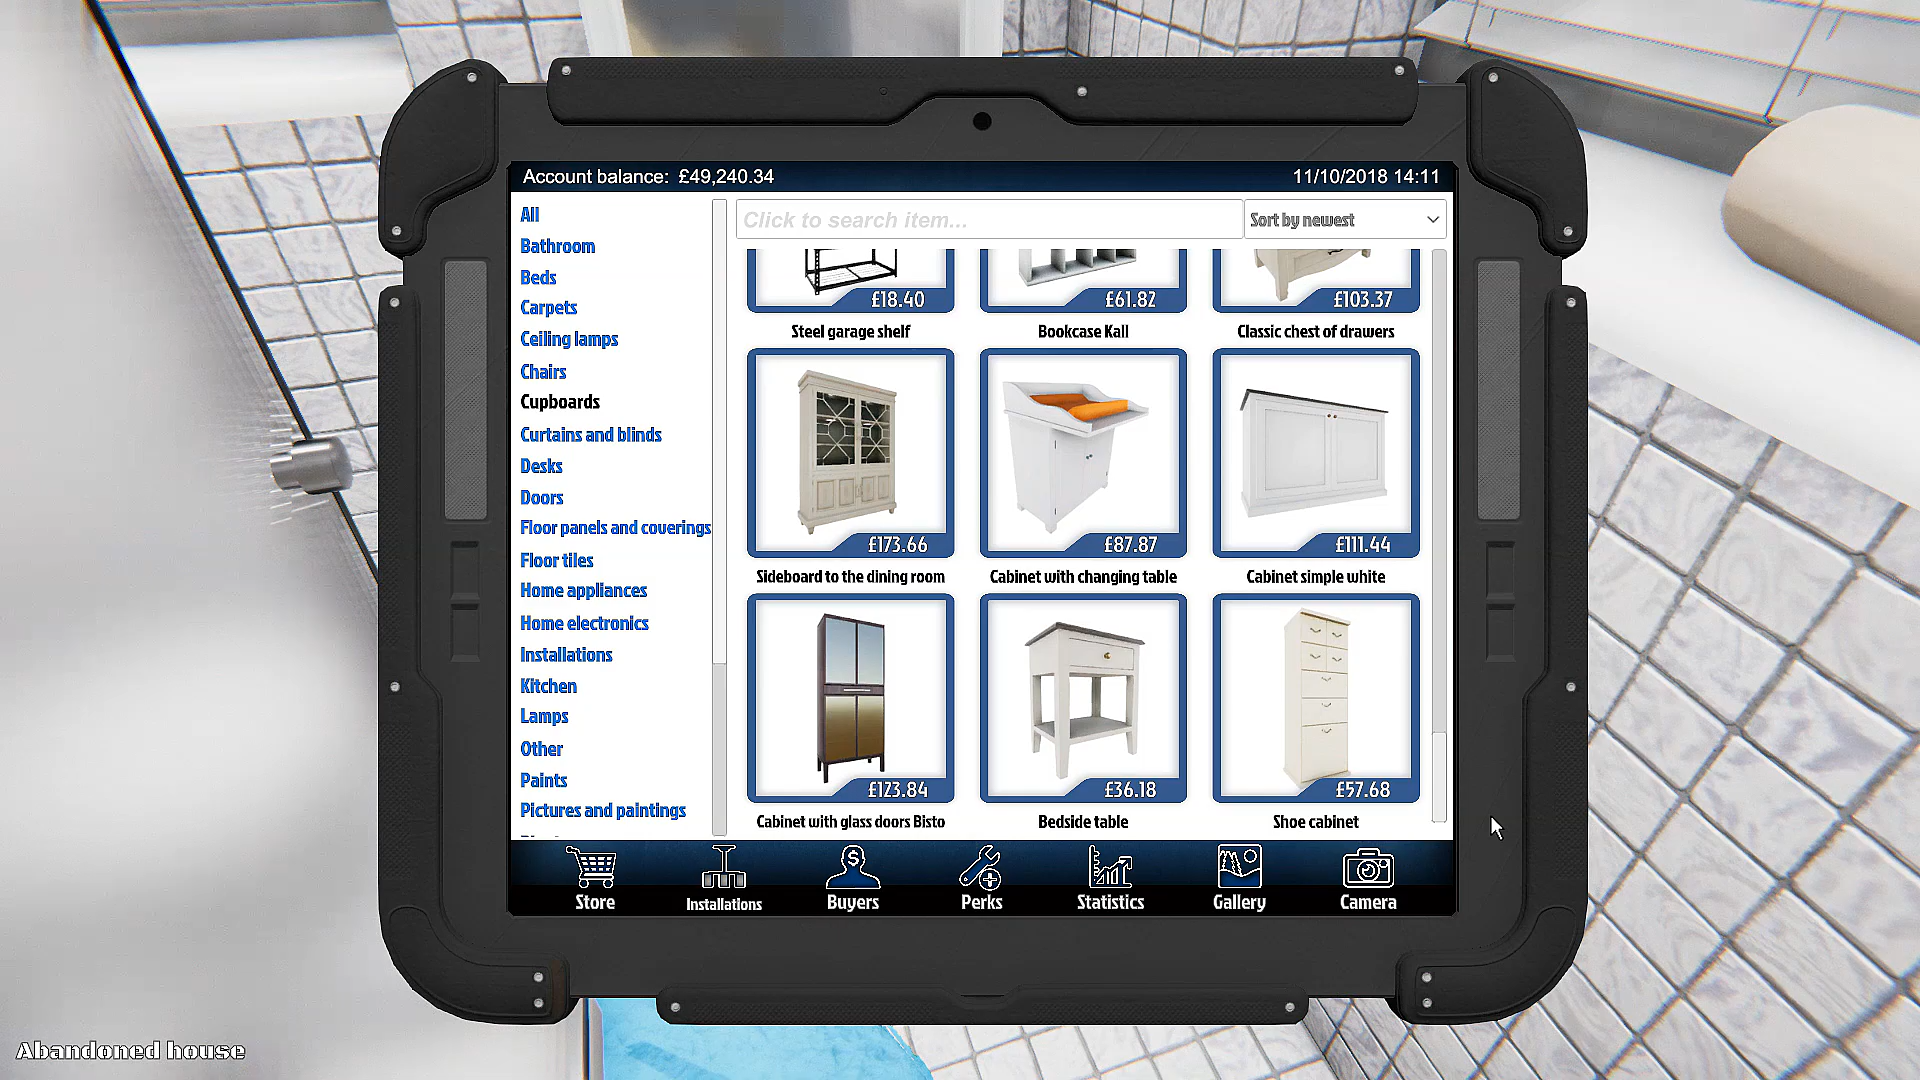 Account balance: £49,240.34
11/10/2018 14:11
All
Bathroom
Beds
Carpets
Ceiling lamps
Chairs
Cupboards
Curtains and blinds
Desks
Doors
Floor panels and coverings
Floor tiles
Home appliances
Home electronics
Installations
Kitchen
Lamps
Other
Paints
Pictures and paintings
Click to search item...
Sort by newest
£18.40
£61.82
£103.37
Steel garage shelf
Bookcase Kall
Classic chest of drawers
£173.66
£87.87
£111.44
Sideboard to the dining room
Cabinet with changing table
Cabinet simple white
£123.84
£36.18
£57.68
Cabinet with glass doors Bisto
Bedside table
Shoe cabinet
Store
Installations
Buyers
Perks
Statistics
Gallery
Camera
Abandoned house